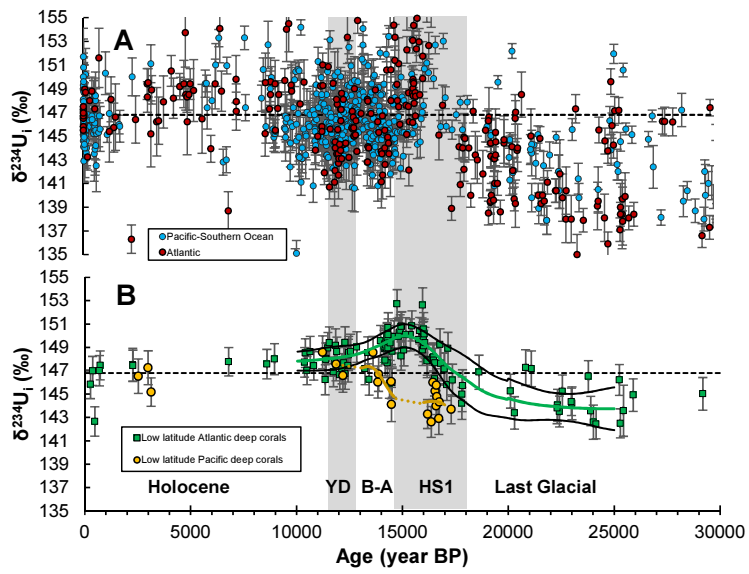 155
153
151
149
147
145
143
141
139
137
135
A
δ²³⁴Uᵢ (‰)
Pacific-Southern Ocean
Atlantic
155
153
151
149
147
145
143
141
139
137
135
B
δ²³⁴Uᵢ (‰)
Low latitude Atlantic deep corals
Low latitude Pacific deep corals
Holocene YD B-A HS1 Last Glacial
0 5000 10000 15000 20000 25000 30000
Age (year BP)